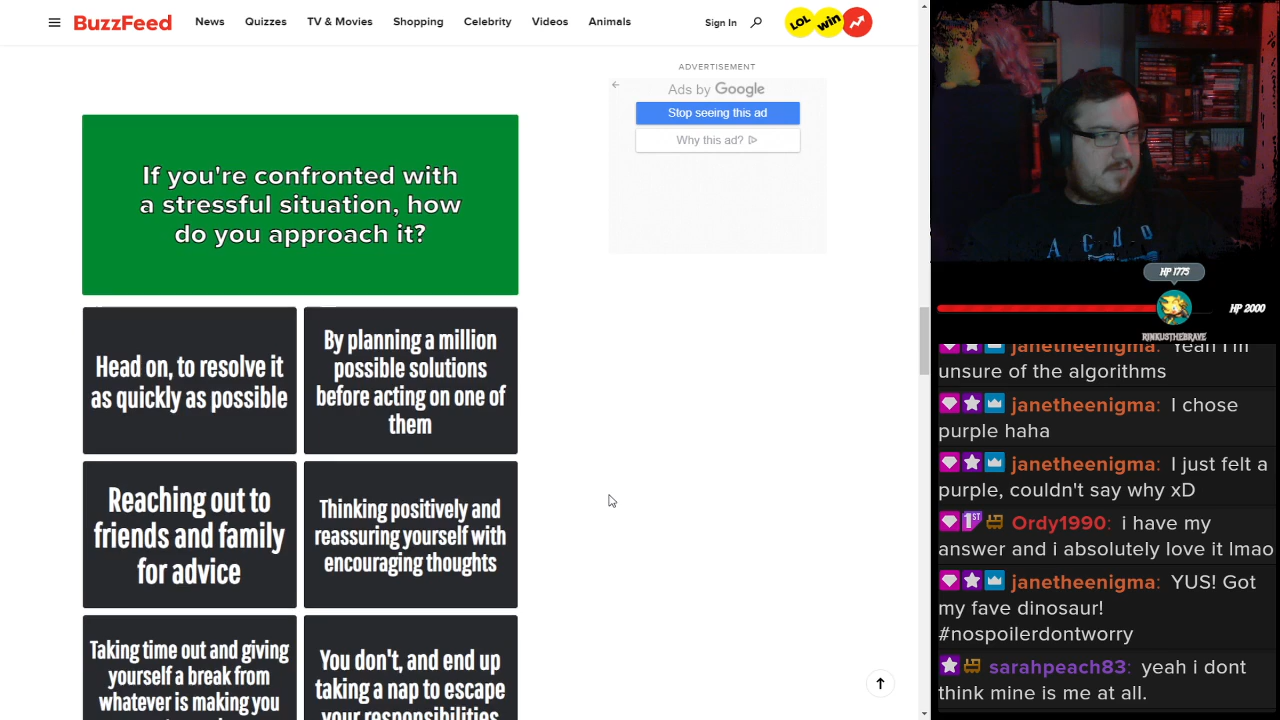 BuzzFeed
News
Quizzes
TV & Movies
Shopping
Celebrity
Videos
Animals
Sign In
LOL
win
ADVERTISEMENT
Ads by Google
Stop seeing this ad
Why this ad?
If you're confronted with
a stressful situation, how
do you approach it?
Head on, to resolve it
as quickly as possible
By planning a million
possible solutions
before acting on one of
them
Reaching out to
friends and family
for advice
Thinking positively and
reassuring yourself with
encouraging thoughts
Taking time out and giving
yourself a break from
whatever is making you
You don't, and end up
taking a nap to escape
your responsibilities
HP 1775
HP 2000
RINKUSTHEBRAVE
janetheenigma: Yeah I'm
unsure of the algorithms
janetheenigma: I chose
purple haha
janetheenigma: I just felt a
purple, couldn't say why xD
1ST Ordy1990: i have my
answer and i absolutely love it lmao
janetheenigma: YUS! Got
my fave dinosaur!
#nospoilerdontworry
sarahpeach83: yeah i dont
think mine is me at all.